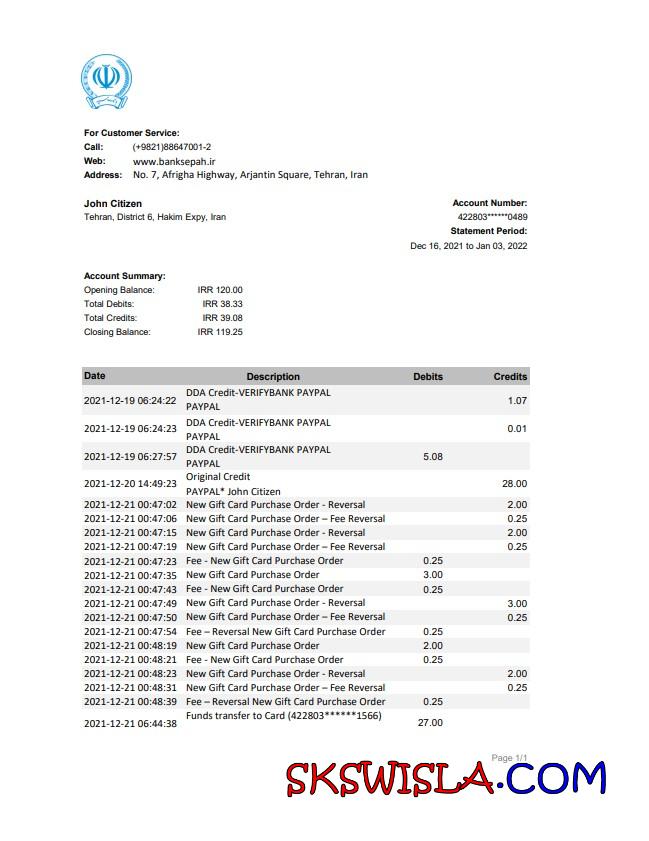 For Customer Service:
Call: (+9821)88647001-2
Web: www.banksepah.ir
Address: No. 7, Afrigha Highway, Arjantin Square, Tehran, Iran
John Citizen
Tehran, District 6, Hakim Expy, Iran
Account Number:
422803******0489
Statement Period:
Dec 16, 2021 to Jan 03, 2022
Account Summary:
Opening Balance: IRR 120.00
Total Debits: IRR 38.33
Total Credits: IRR 39.08
Closing Balance: IRR 119.25
Date Description Debits Credits
2021-12-19 06:24:22 DDA Credit-VERIFYBANK PAYPAL
PAYPAL 1.07
2021-12-19 06:24:23 DDA Credit-VERIFYBANK PAYPAL
PAYPAL 0.01
2021-12-19 06:27:57 DDA Credit-VERIFYBANK PAYPAL
PAYPAL 5.08
2021-12-20 14:49:23 Original Credit
PAYPAL* John Citizen 28.00
2021-12-21 00:47:02 New Gift Card Purchase Order - Reversal 2.00
2021-12-21 00:47:06 New Gift Card Purchase Order – Fee Reversal 0.25
2021-12-21 00:47:15 New Gift Card Purchase Order - Reversal 2.00
2021-12-21 00:47:19 New Gift Card Purchase Order – Fee Reversal 0.25
2021-12-21 00:47:23 Fee - New Gift Card Purchase Order 0.25
2021-12-21 00:47:35 New Gift Card Purchase Order 3.00
2021-12-21 00:47:43 Fee - New Gift Card Purchase Order 0.25
2021-12-21 00:47:49 New Gift Card Purchase Order - Reversal 3.00
2021-12-21 00:47:50 New Gift Card Purchase Order – Fee Reversal 0.25
2021-12-21 00:47:54 Fee – Reversal New Gift Card Purchase Order 0.25
2021-12-21 00:48:19 New Gift Card Purchase Order 2.00
2021-12-21 00:48:21 Fee - New Gift Card Purchase Order 0.25
2021-12-21 00:48:23 New Gift Card Purchase Order - Reversal 2.00
2021-12-21 00:48:31 New Gift Card Purchase Order – Fee Reversal 0.25
2021-12-21 00:48:39 Fee – Reversal New Gift Card Purchase Order 0.25
2021-12-21 06:44:38 Funds transfer to Card (422803******1566) 27.00
Page 1/1
SKSWISLA.COM